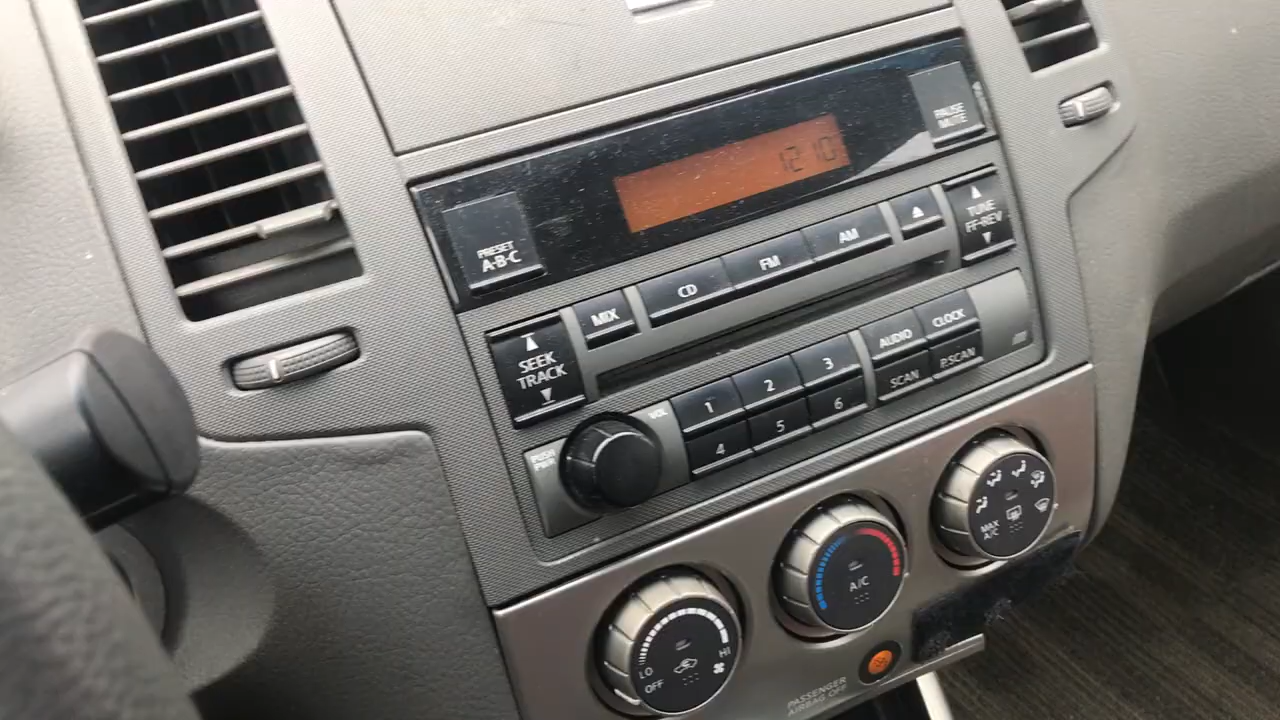 12:10
PAUSE
MUTE
PRESET
A·B·C
MIX
CD
FM
AM
TUNE
FF·REV
SEEK
TRACK
AUDIO
CLOCK
SCAN
P.SCAN
1
2
3
4
5
6
VOL
PUSH
PWR
LO
HI
OFF
A/C
MAX
A/C
PASSENGER
AIRBAG OFF